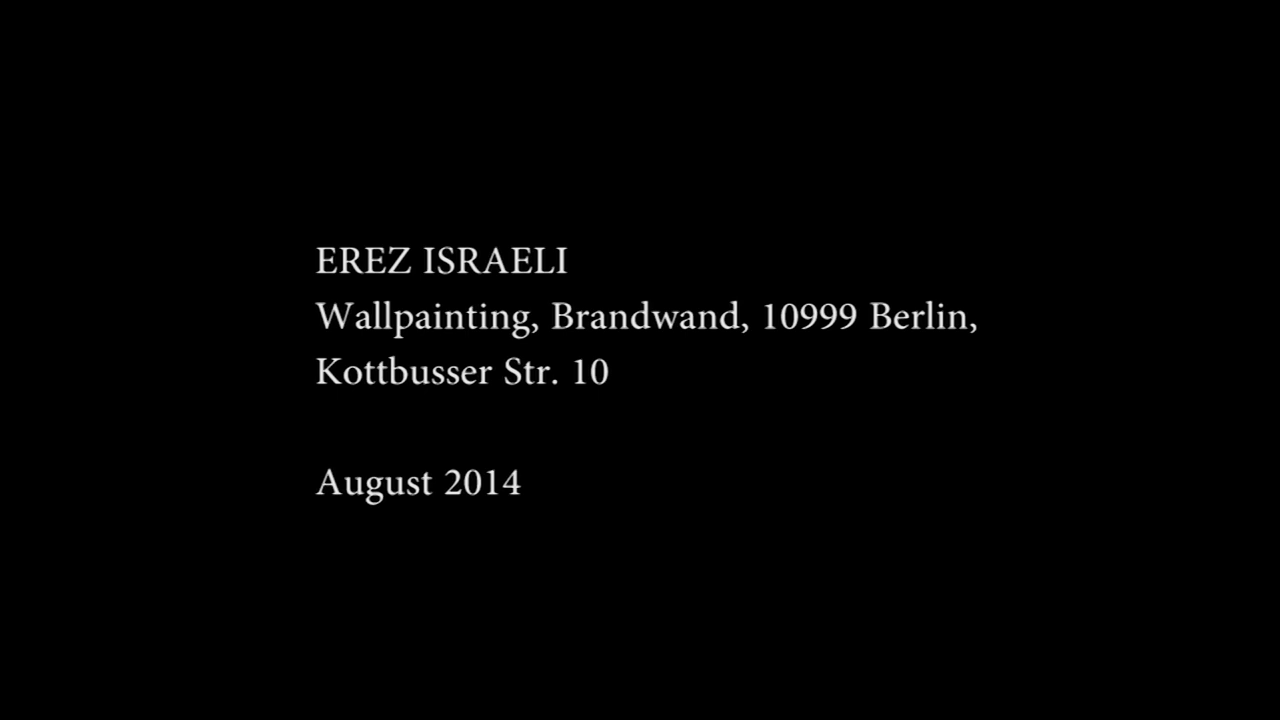 EREZ ISRAELI
Wallpainting, Brandwand, 10999 Berlin,
Kottbusser Str. 10
August 2014